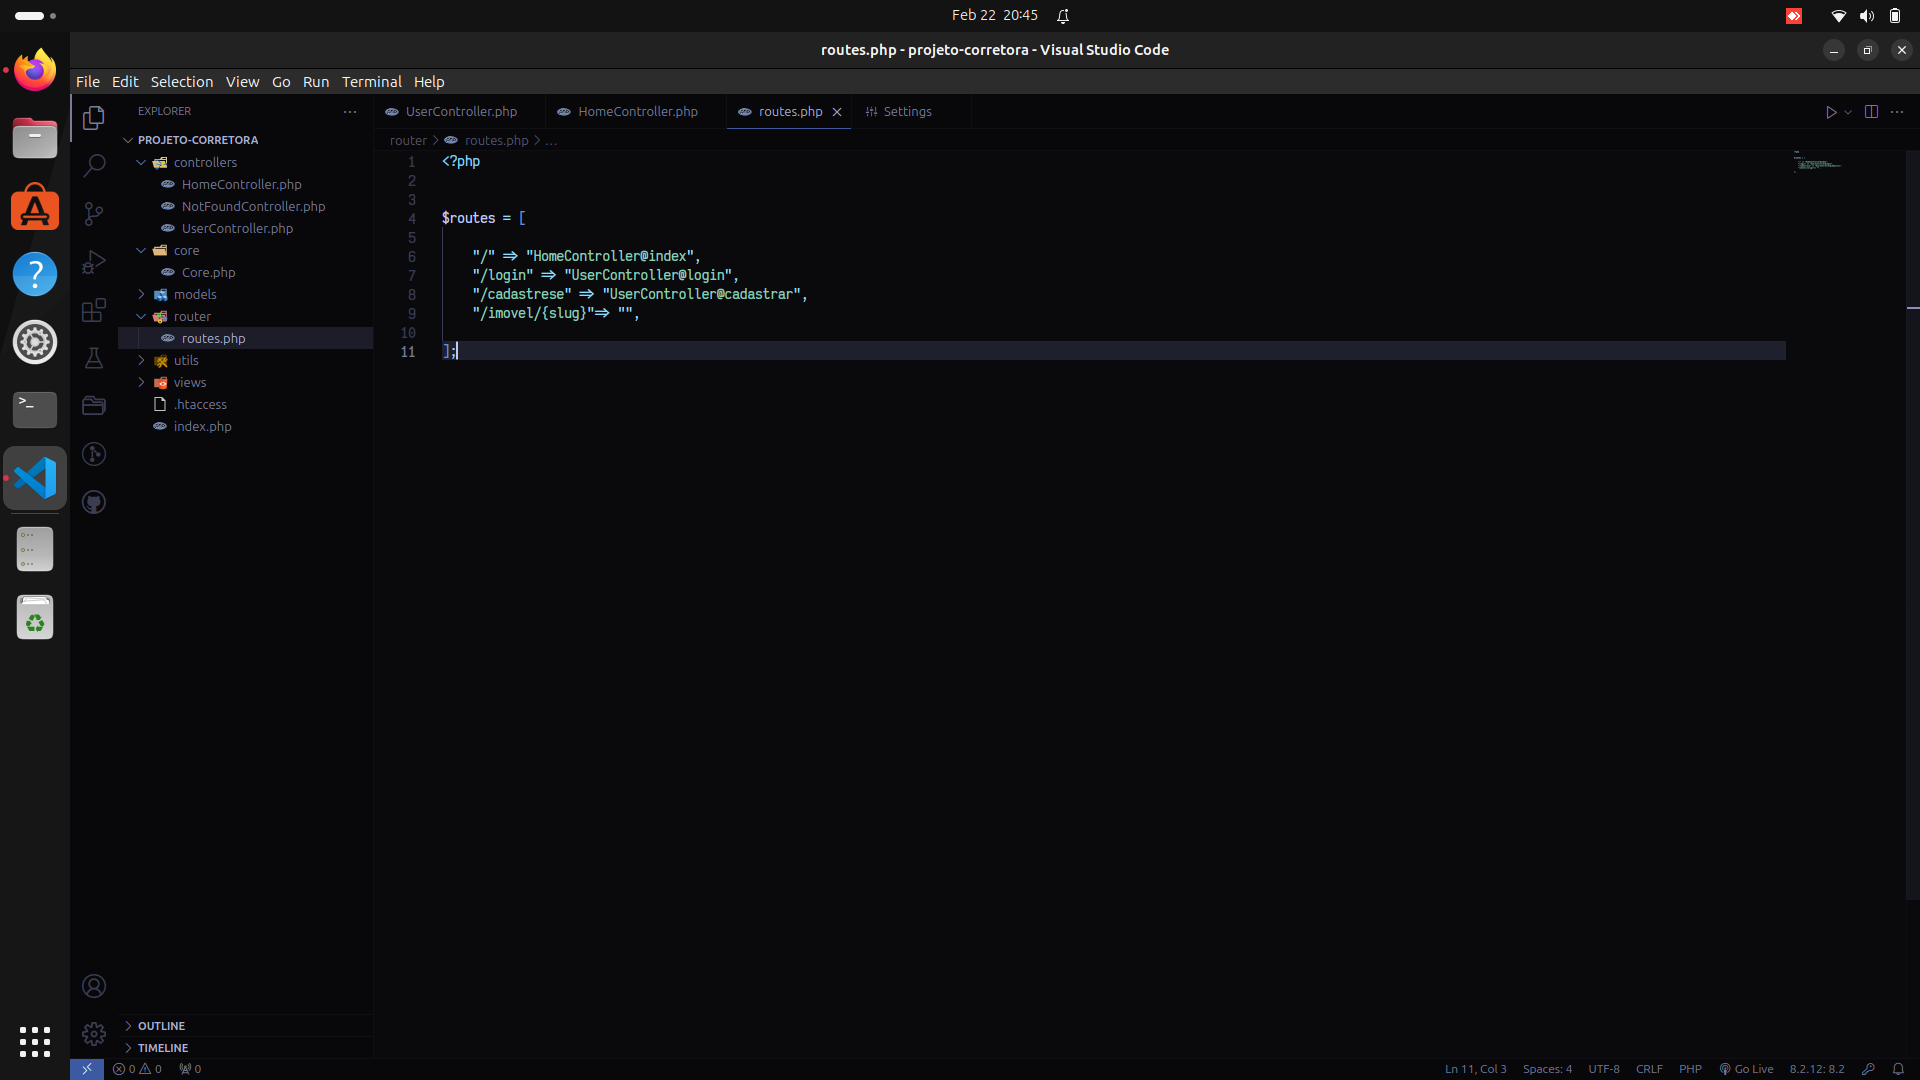 Feb 22 20:45
routes.php - projeto-corretora - Visual Studio Code
File Edit Selection View Go Run Terminal Help
EXPLORER
PROJETO-CORRETORA
controllers
HomeController.php
NotFoundController.php
UserController.php
core
Core.php
models
router
routes.php
utils
views
.htaccess
index.php
OUTLINE
TIMELINE
UserController.php HomeController.php routes.php Settings
router > routes.php > ...
1 <?php
2
3
4 $routes = [
5
6 "/" => "HomeController@index",
7 "/login" => "UserController@login",
8 "/cadastrese" => "UserController@cadastrar",
9 "/imovel/{slug}"=> "",
10
11 ];
0 0 0 Ln 11, Col 3 Spaces: 4 UTF-8 CRLF PHP Go Live 8.2.12: 8.2